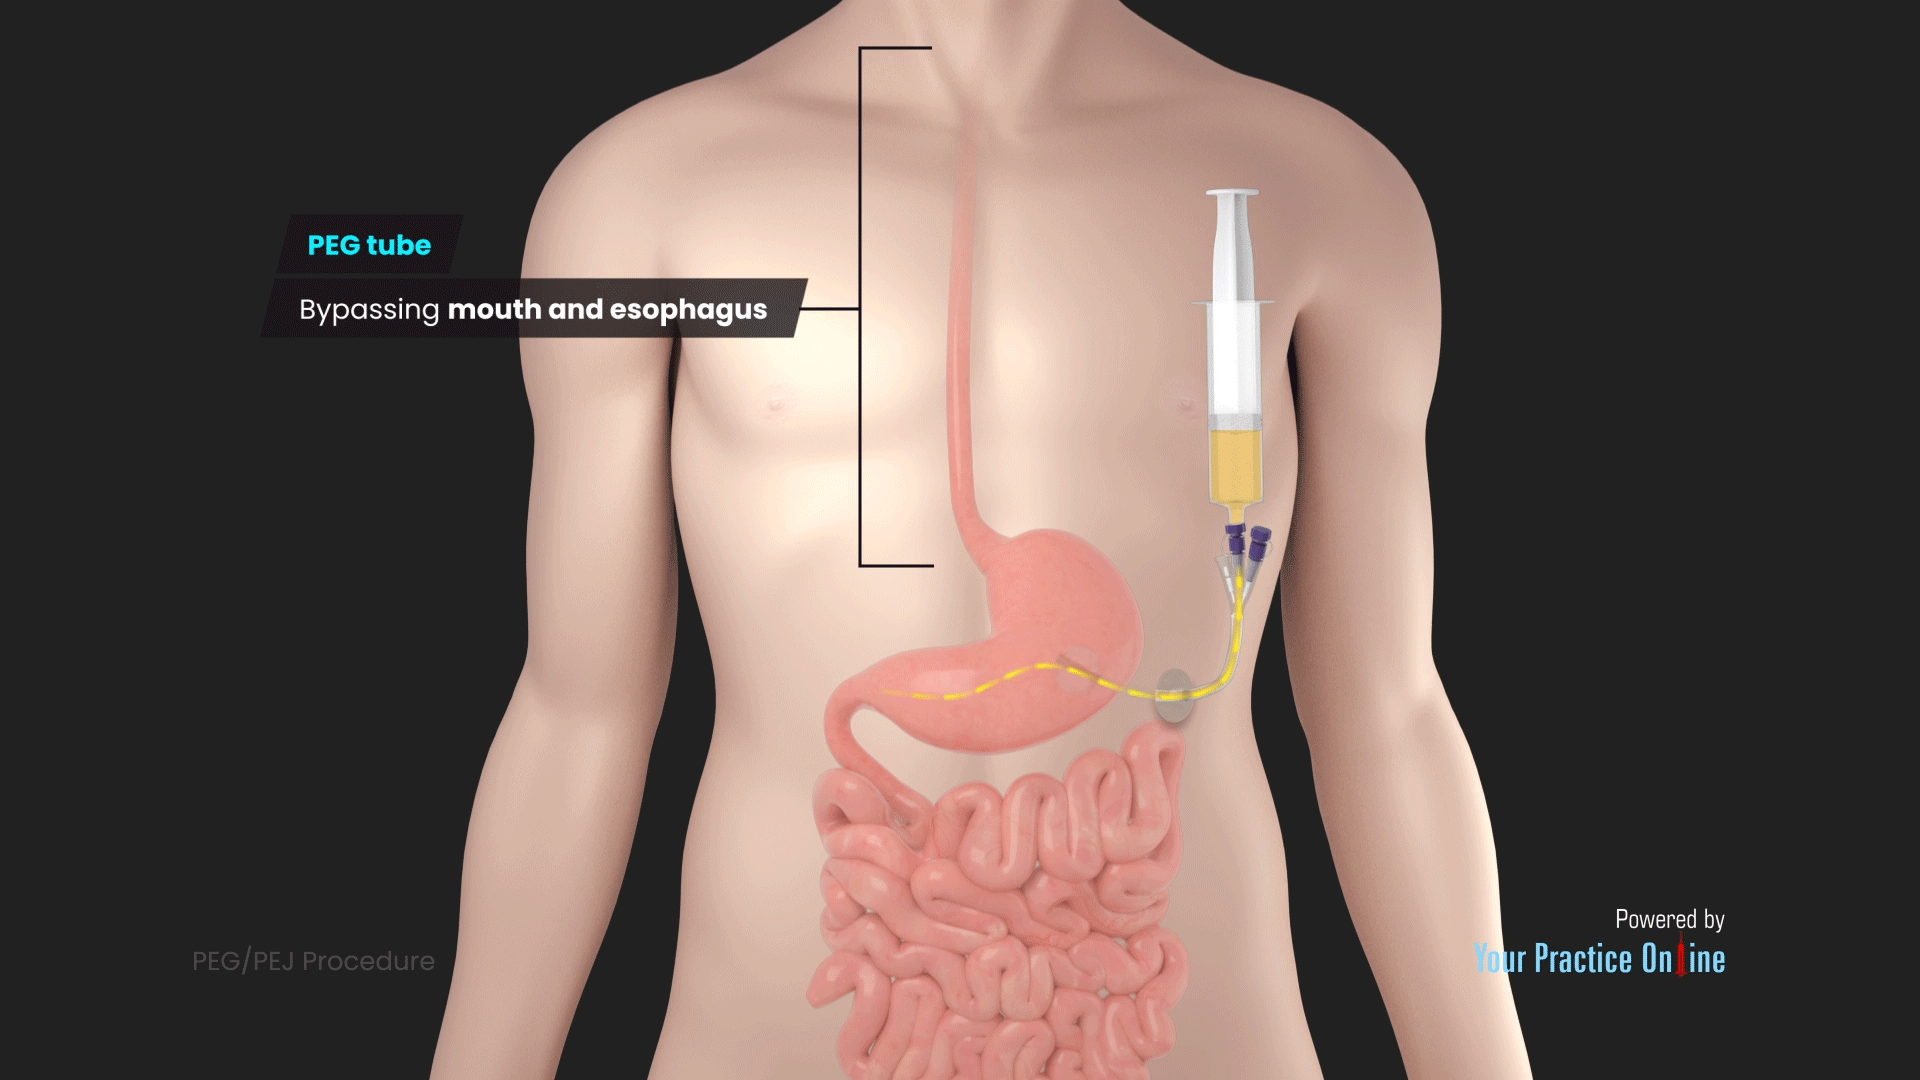 PEG tube
Bypassing mouth and esophagus
PEG/PEJ Procedure
Powered by
Your Practice Online